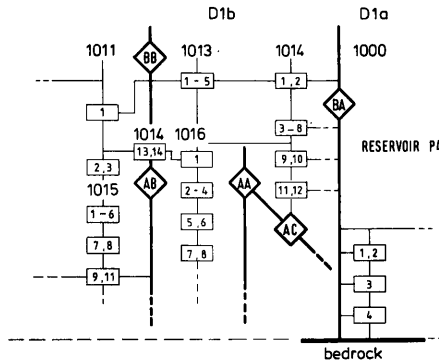 D1b D1a
1011 1013 1014 1000
BB
1 - 5 1, 2
BA
1
3 - 8
1014 1016 RESERVOIR PA
13, 14 1 9, 10
2, 3
1015 AB AA
2 - 4 11, 12
1 - 6
5, 6 AC
7, 8 7, 8 1, 2
9, 11 3
4
bedrock